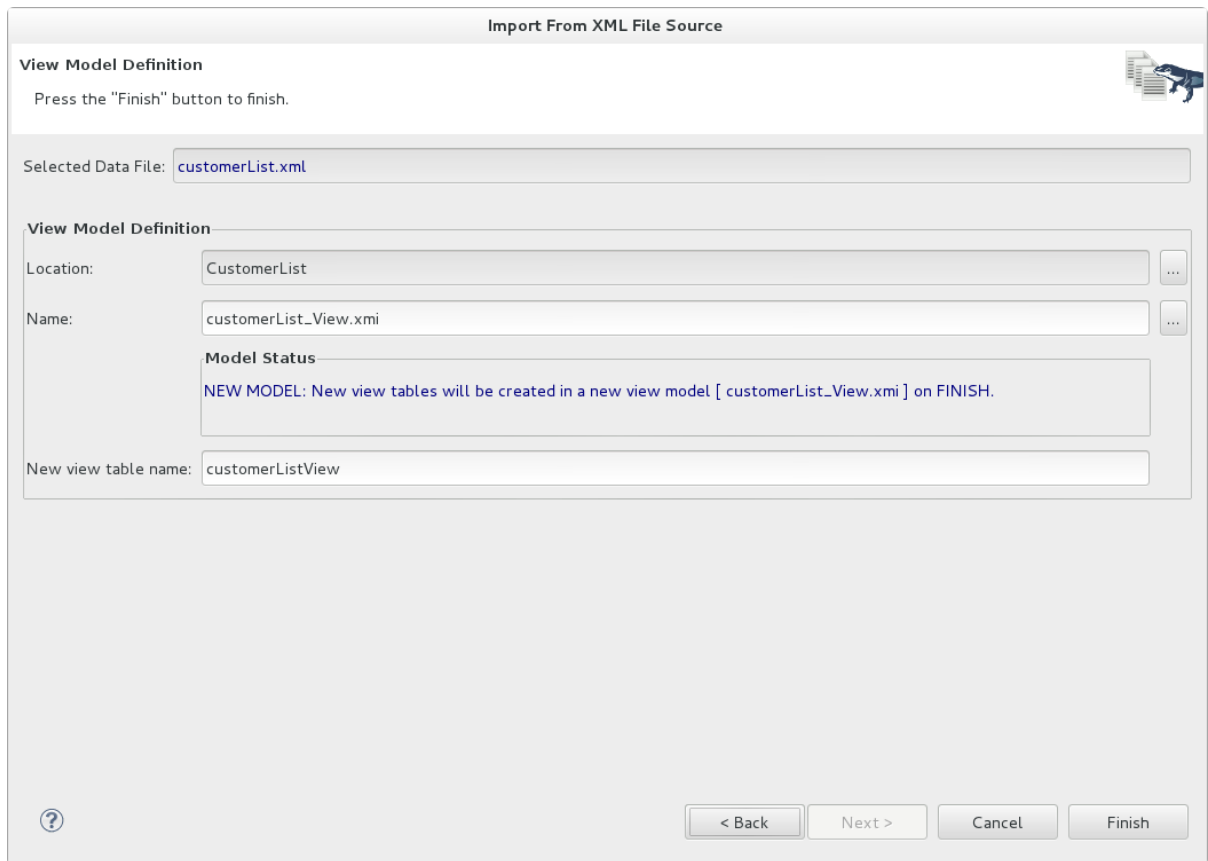 Import From XML File Source
View Model Definition
Press the "Finish" button to finish.
Selected Data File: customerList.xml
View Model Definition
Location: CustomerList ...
Name: customerList_View.xmi ...
Model Status
NEW MODEL: New view tables will be created in a new view model [ customerList_View.xmi ] on FINISH.
New view table name: customerListView
? < Back Next > Cancel Finish